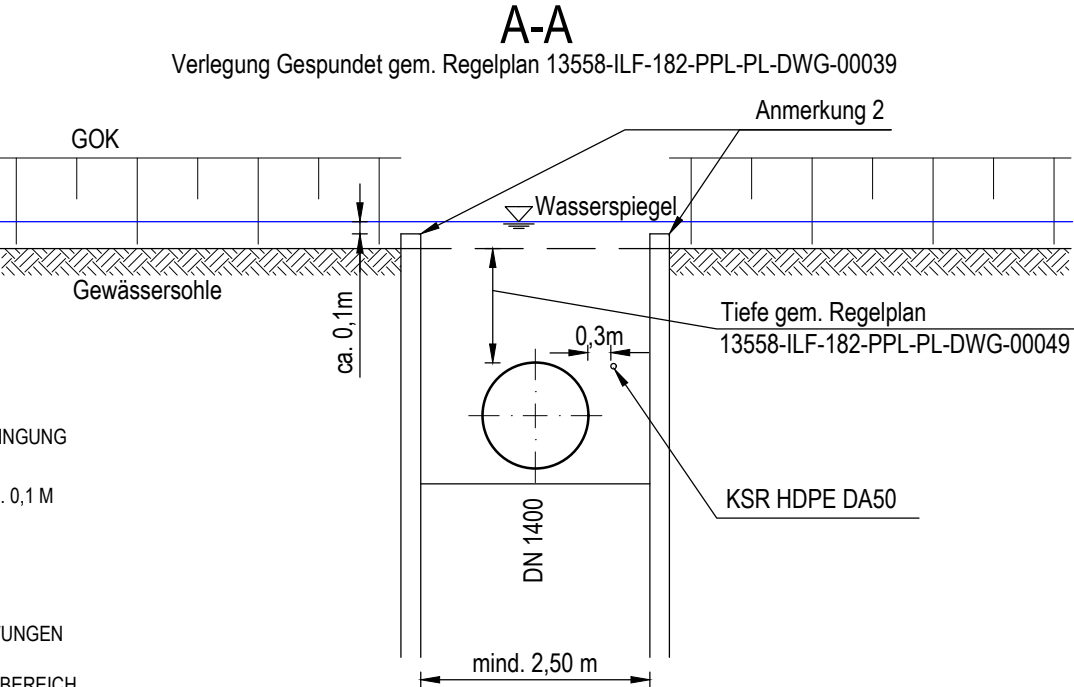 A-A
Verlegung Gespundet gem. Regelplan 13558-ILF-182-PPL-PL-DWG-00039
Anmerkung 2
GOK
Wasserspiegel
Gewässersohle
ca. 0,1m
Tiefe gem. Regelplan
13558-ILF-182-PPL-PL-DWG-00049
0,3m
INGUNG
. 0,1 M
KSR HDPE DA50
DN 1400
UNGEN
mind. 2,50 m
BEREICH